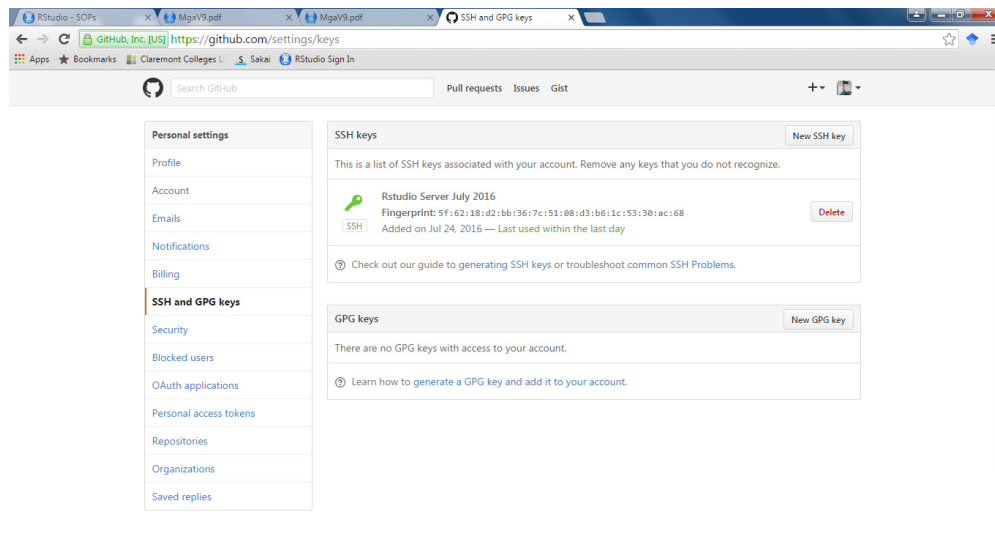 RStudio - SOPs
MgaV9.pdf
MgaV9.pdf
SSH and GPG keys
GitHub, Inc. [US] https://github.com/settings/keys
Apps Bookmarks Claremont Colleges Li Sakai RStudio Sign In
Search GitHub
Pull requests Issues Gist
Personal settings
Profile
Account
Emails
Notifications
Billing
SSH and GPG keys
Security
Blocked users
OAuth applications
Personal access tokens
Repositories
Organizations
Saved replies
SSH keys
New SSH key
This is a list of SSH keys associated with your account. Remove any keys that you do not recognize.
Rstudio Server July 2016
Fingerprint: 5f:62:18:d2:bb:36:7c:51:08:d3:b6:1c:53:30:ac:68
SSH
Added on Jul 24, 2016 — Last used within the last day
Delete
Check out our guide to generating SSH keys or troubleshoot common SSH Problems.
GPG keys
New GPG key
There are no GPG keys with access to your account.
Learn how to generate a GPG key and add it to your account.